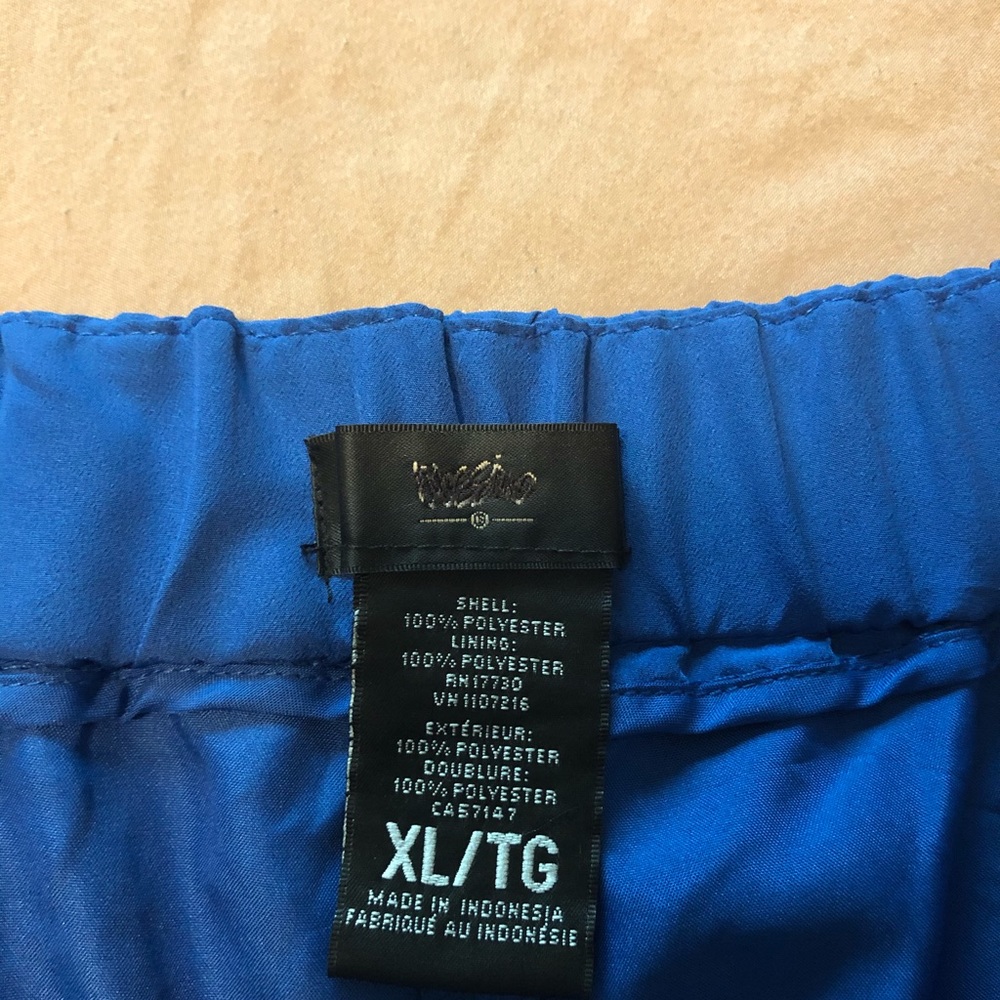 Mossimo
SHELL:
100% POLYESTER
LINING:
100% POLYESTER
RN17730
VN1107216
EXTÉRIEUR:
100% POLYESTER
DOUBLURE:
100% POLYESTER
CA57147
XL/TG
MADE IN INDONESIA
FABRIQUÉ AU INDONÉSIE